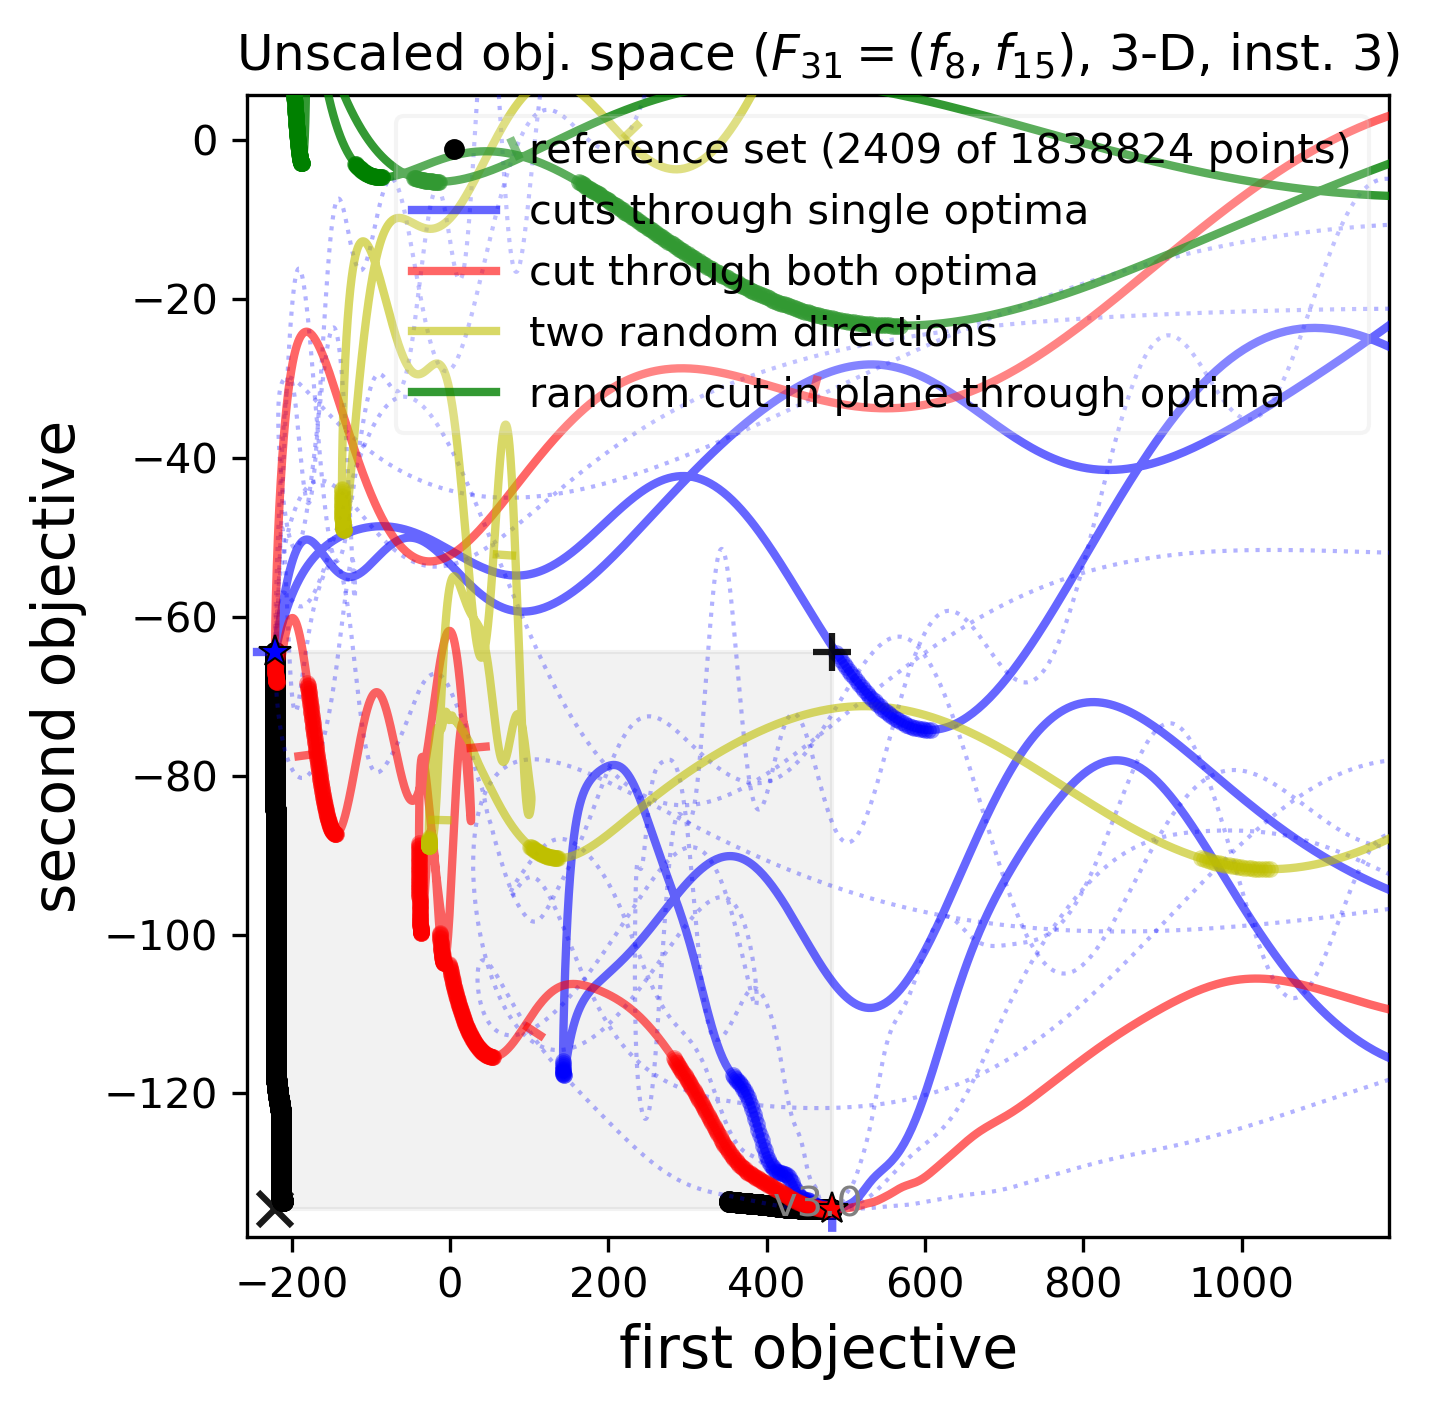 Unscaled obj. space (F₃₁ = (f₈, f₁₅), 3-D, inst. 3)
reference set (2409 of 1838824 points)
cuts through single optima
cut through both optima
two random directions
random cut in plane through optima
0
−20
−40
−60
−80
−100
−120
second objective
v3.0
−200 0 200 400 600 800 1000
first objective